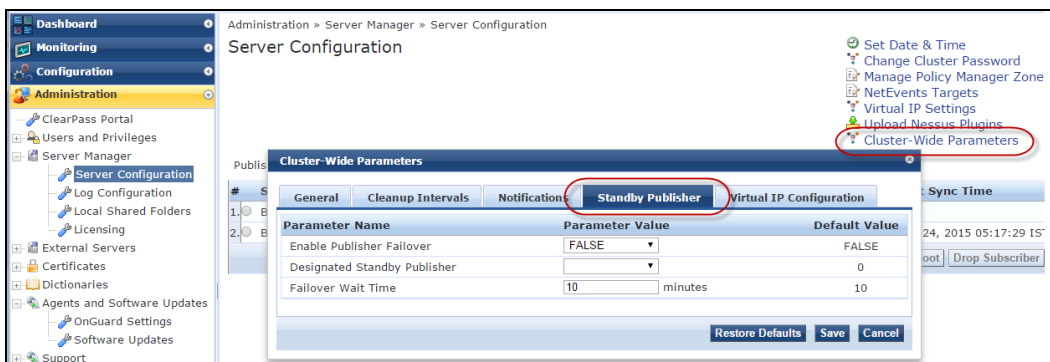 Dashboard
Monitoring
Configuration
Administration
ClearPass Portal
Users and Privileges
Server Manager
Server Configuration
Log Configuration
Local Shared Folders
Licensing
External Servers
Certificates
Dictionaries
Agents and Software Updates
OnGuard Settings
Software Updates
Support
Administration » Server Manager » Server Configuration
Server Configuration
Set Date & Time
Change Cluster Password
Manage Policy Manager Zone
NetEvents Targets
Virtual IP Settings
Upload Nessus Plugins
Cluster-Wide Parameters
Publis
# S
Sync Time
1. B
2. B
24, 2015 05:17:29 IST
oot Drop Subscriber
Cluster-Wide Parameters
General Cleanup Intervals Notifications Standby Publisher Virtual IP Configuration
Parameter Name Parameter Value Default Value
Enable Publisher Failover FALSE FALSE
Designated Standby Publisher 0
Failover Wait Time 10 minutes 10
Restore Defaults Save Cancel